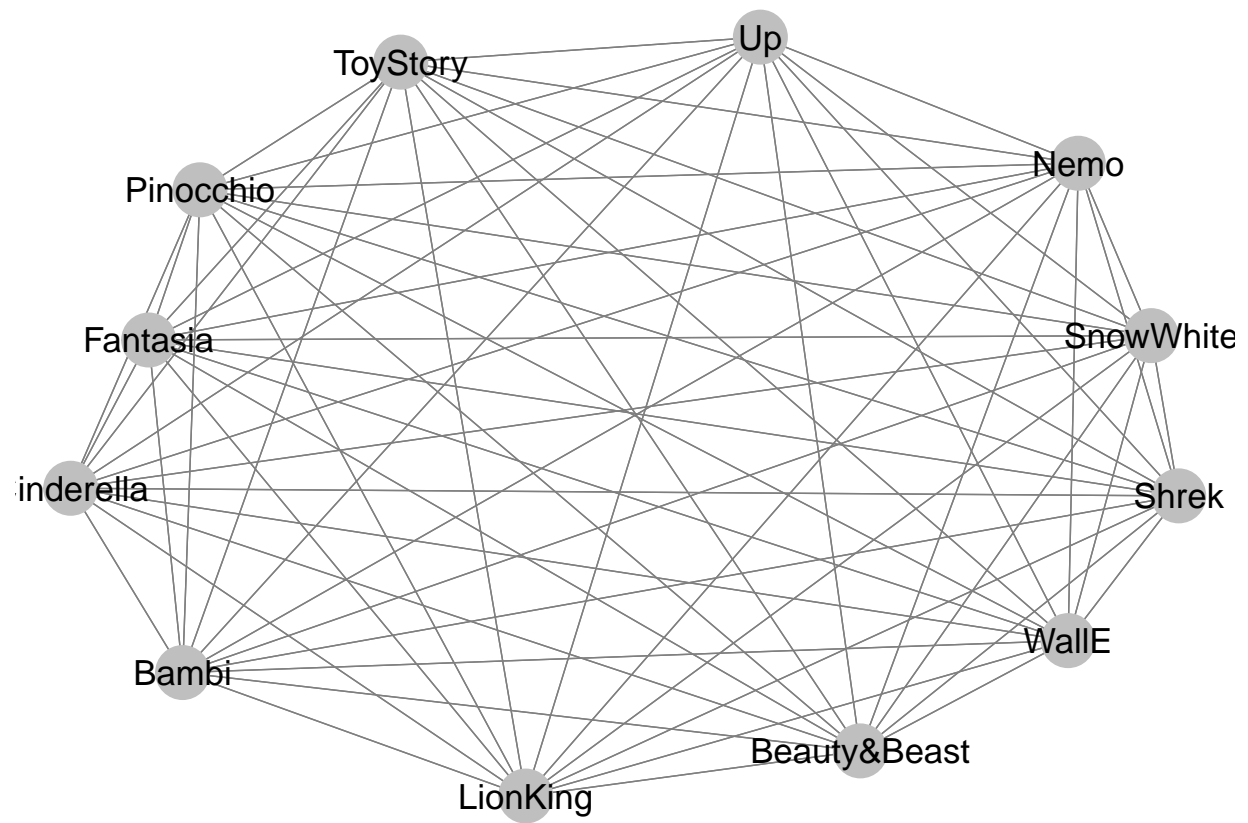 Up
ToyStory
Nemo
Pinocchio
SnowWhite
Fantasia
inderella
Shrek
WallE
Bambi
Beauty&Beast
LionKing